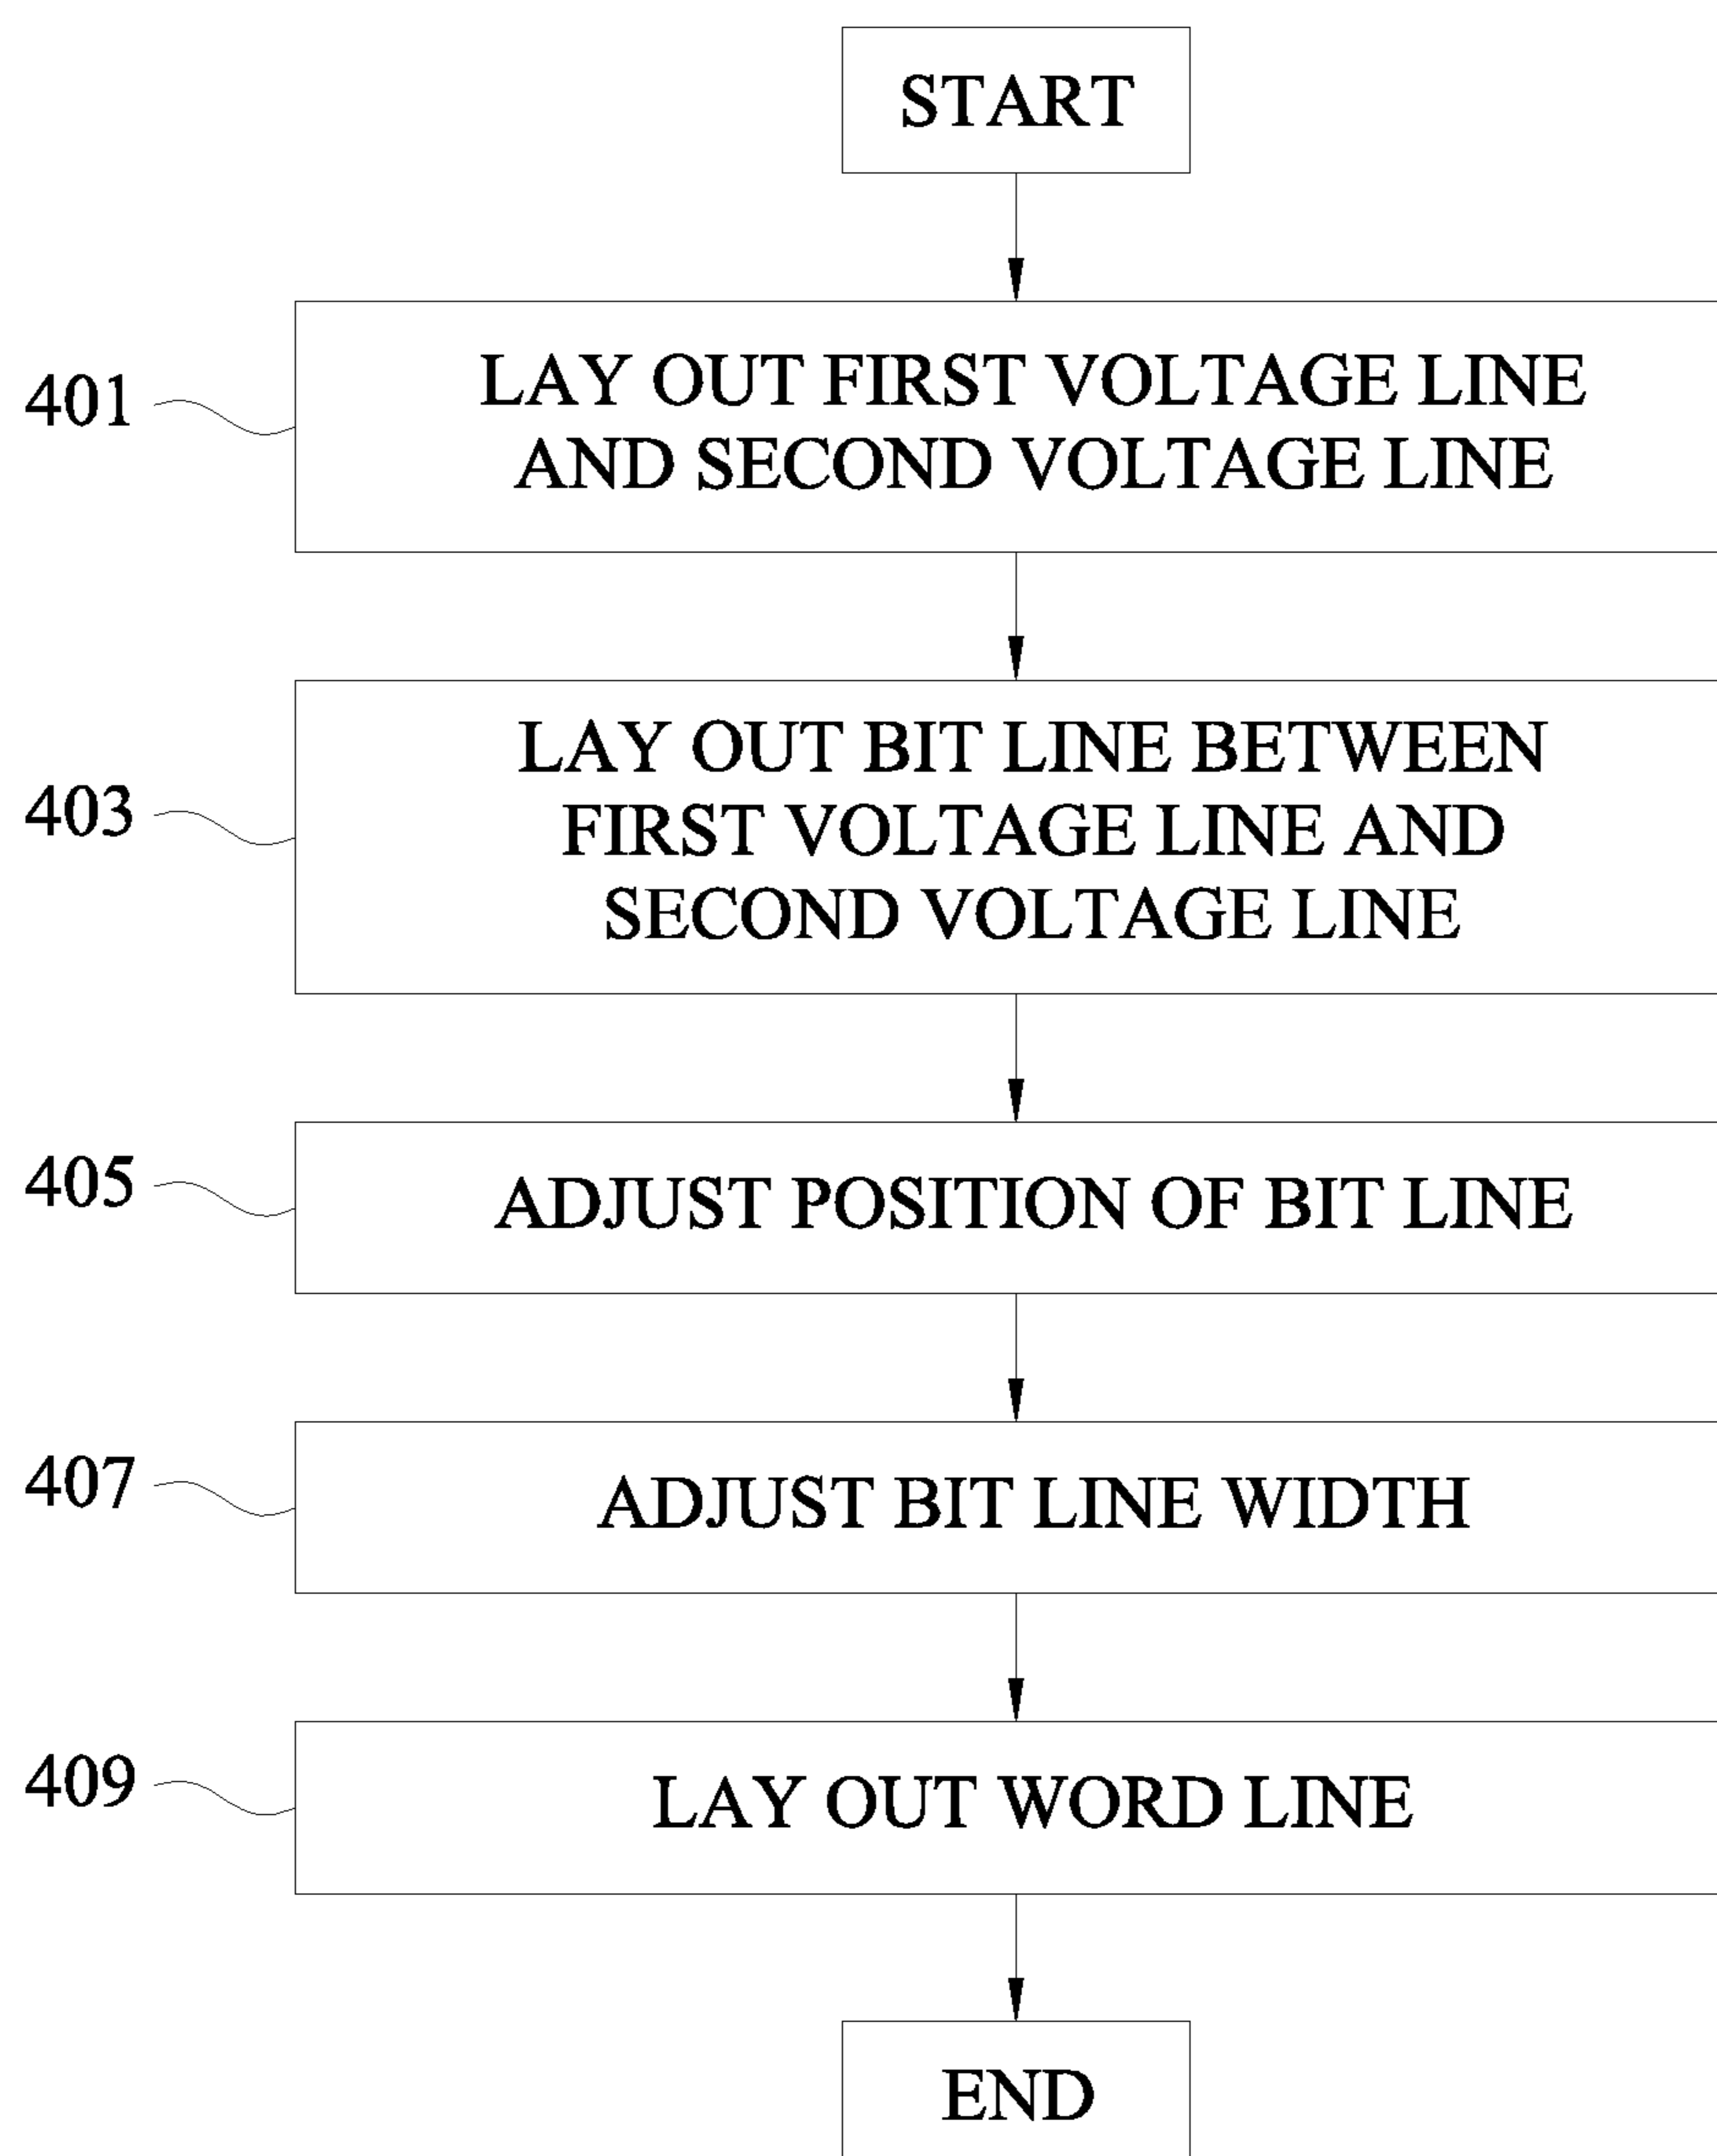 START
401
LAY OUT FIRST VOLTAGE LINE
AND SECOND VOLTAGE LINE
403
LAY OUT BIT LINE BETWEEN
FIRST VOLTAGE LINE AND
SECOND VOLTAGE LINE
405
ADJUST POSITION OF BIT LINE
407
ADJUST BIT LINE WIDTH
409
LAY OUT WORD LINE
END